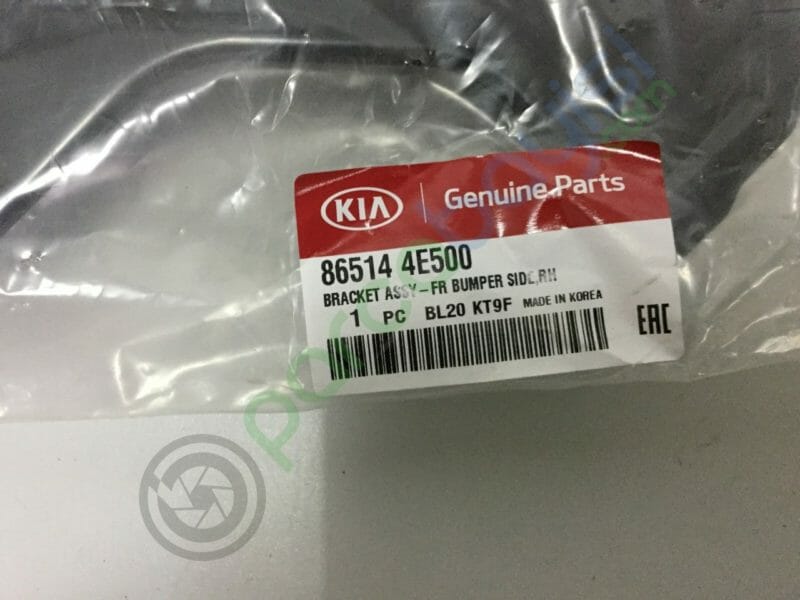 KIA Genuine Parts
86514 4E500
BRACKET ASSY-FR BUMPER SIDE,RH
1 PC BL20 KT9F MADE IN KOREA
EAC